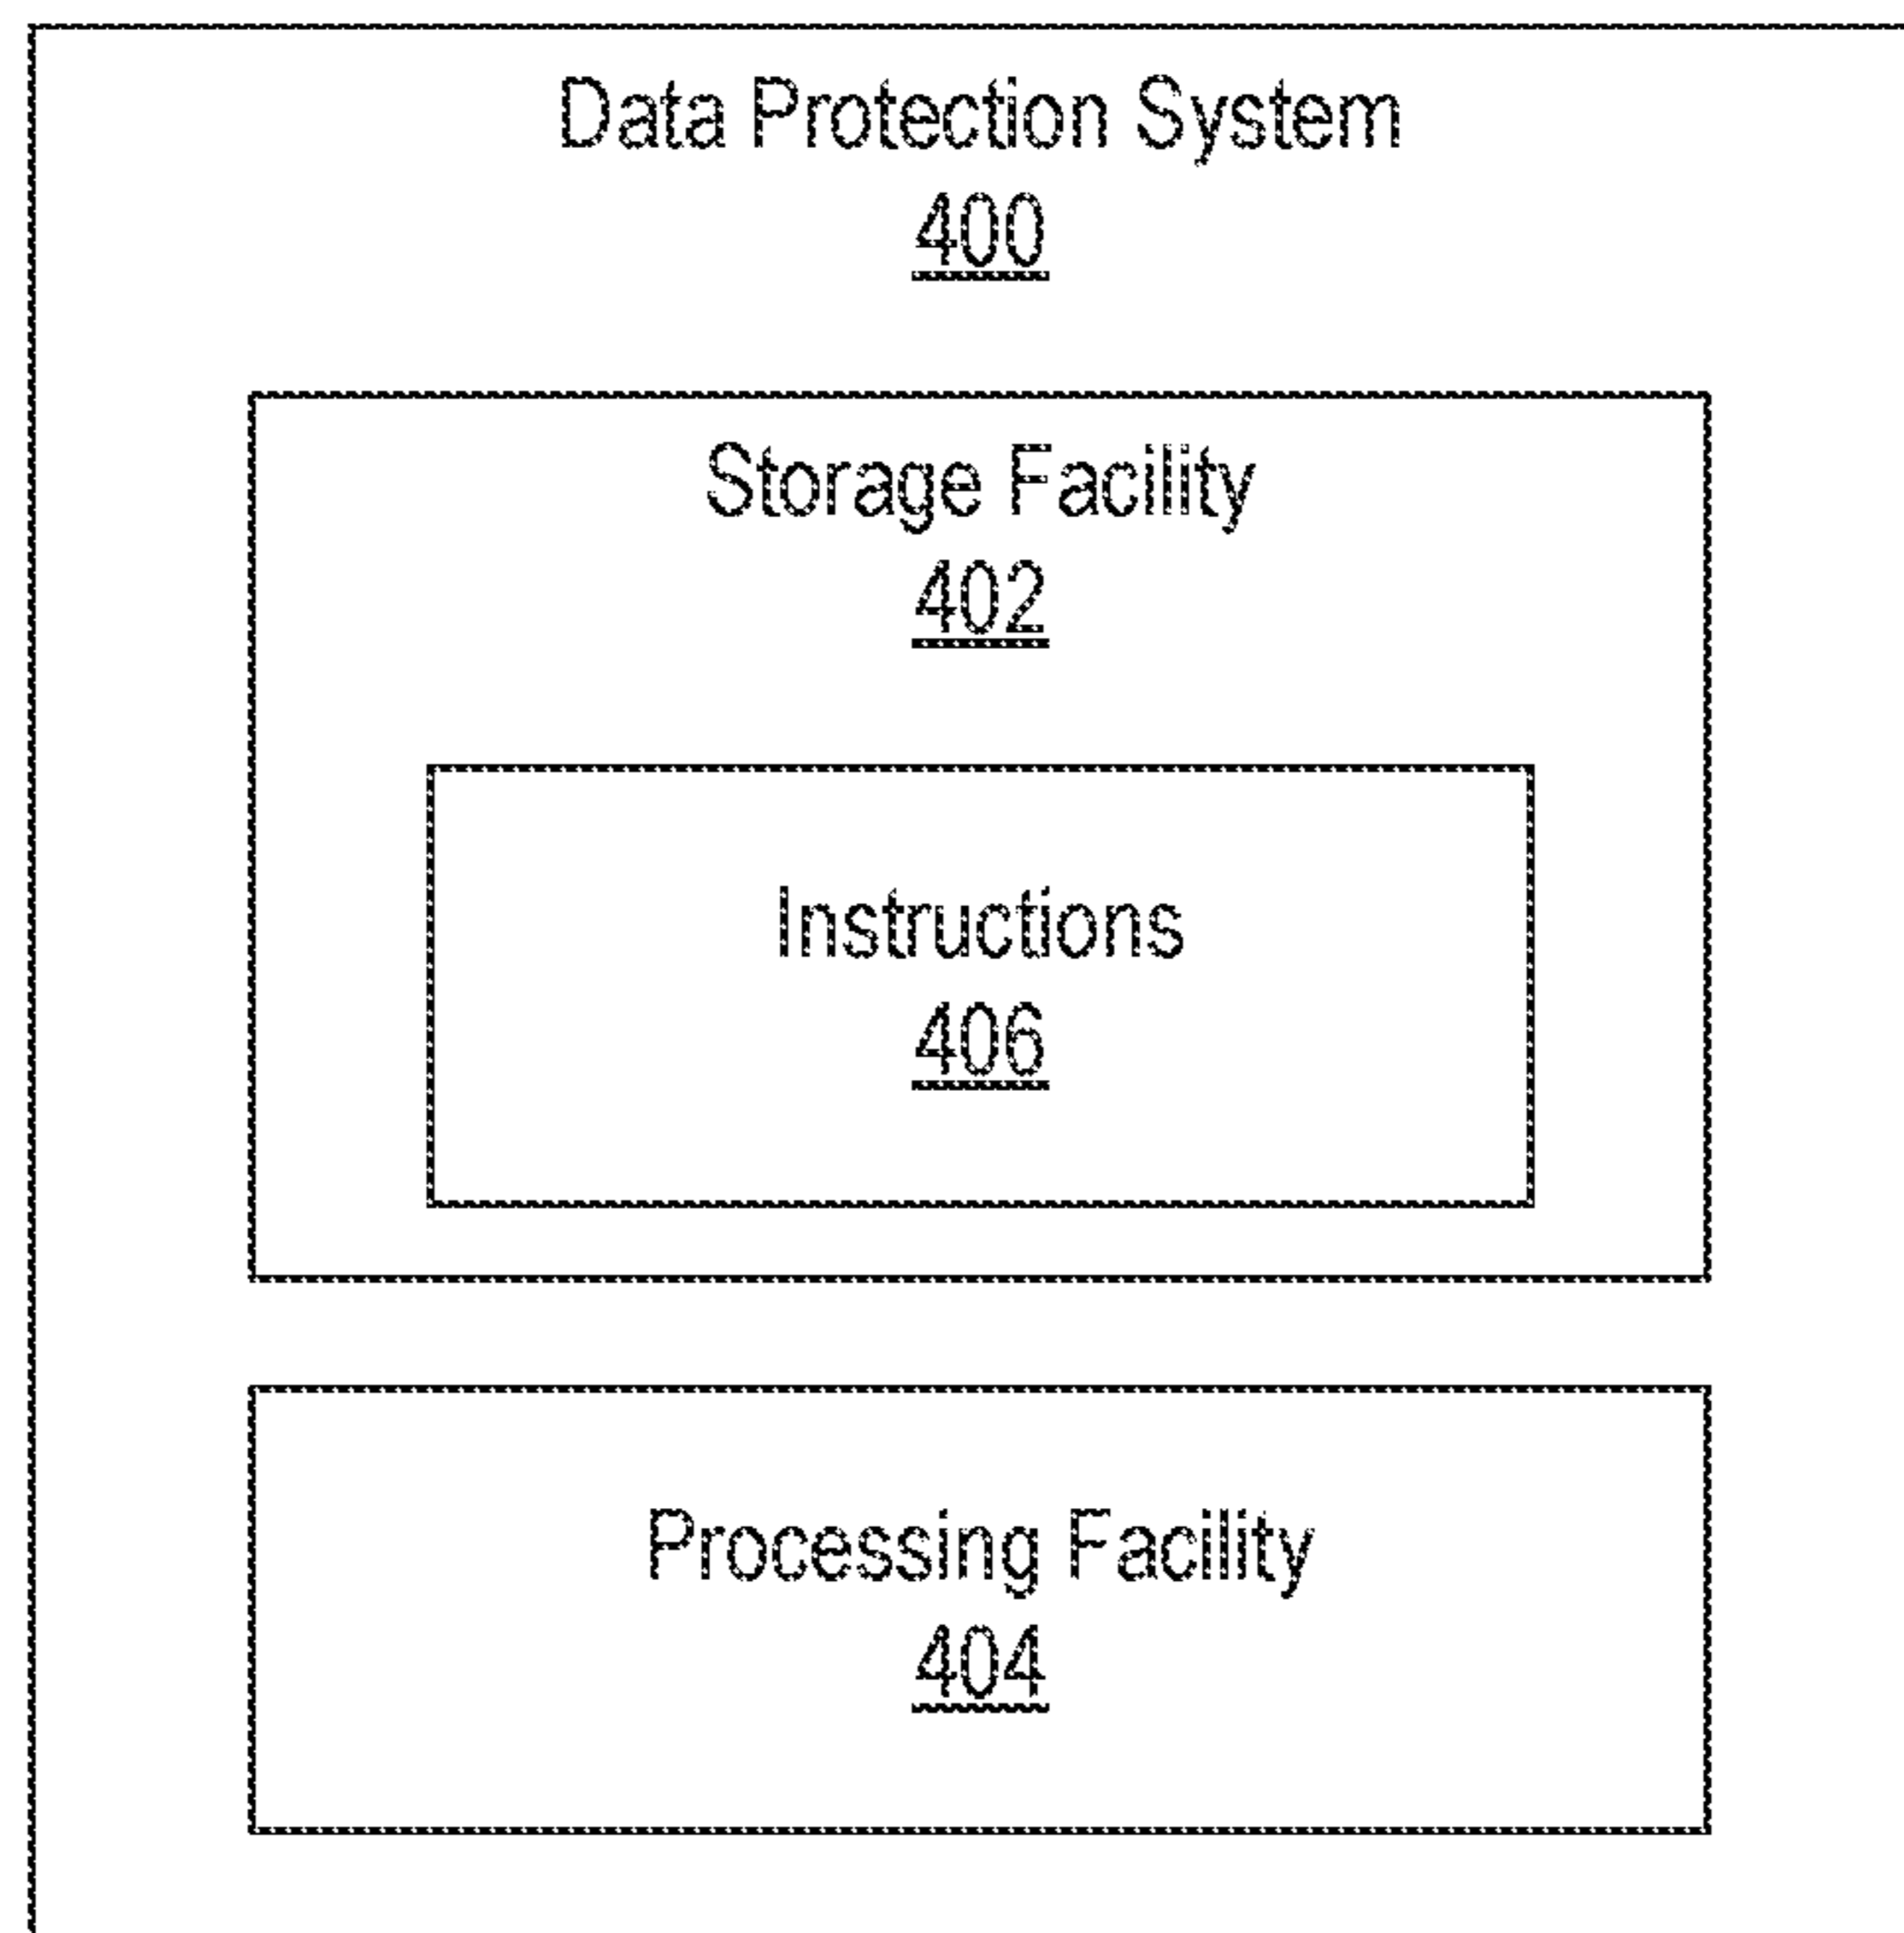 Data Protection System
400
Storage Facility
402
Instructions
406
Processing Facility
404